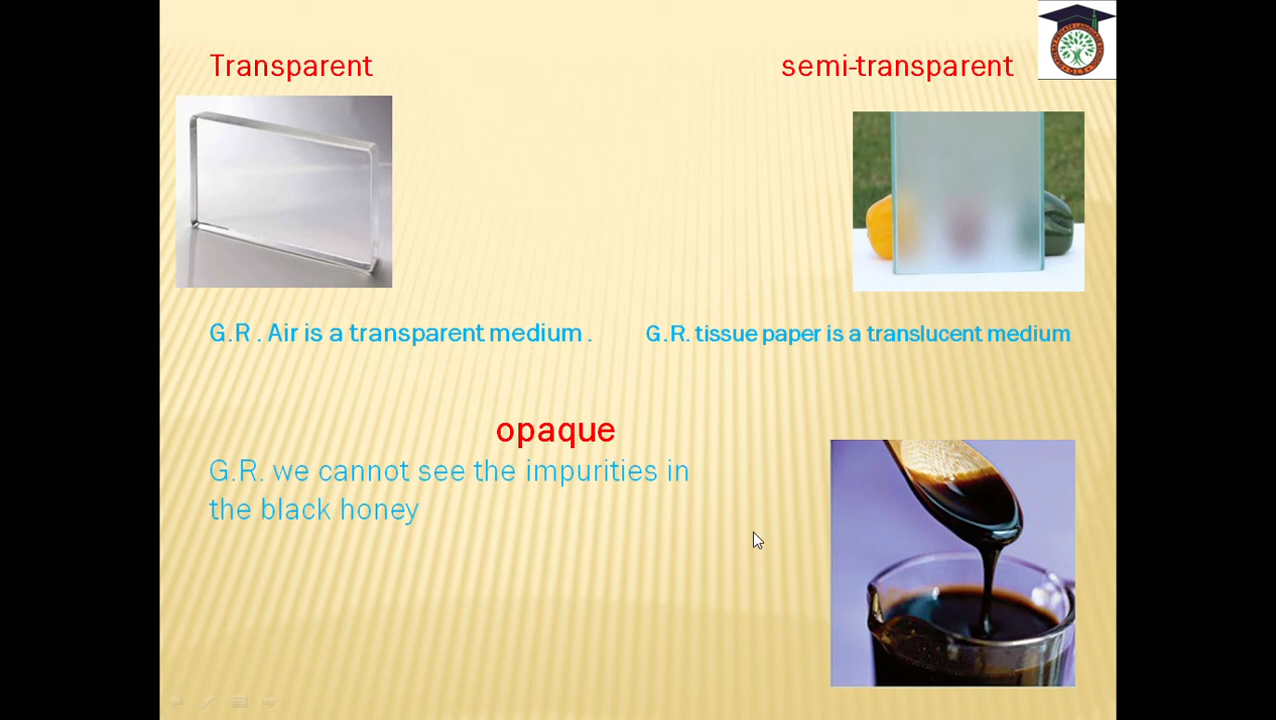 Transparent
semi-transparent
G.R . Air is a transparent medium .
G.R. tissue paper is a translucent medium
opaque
G.R. we cannot see the impurities in
the black honey